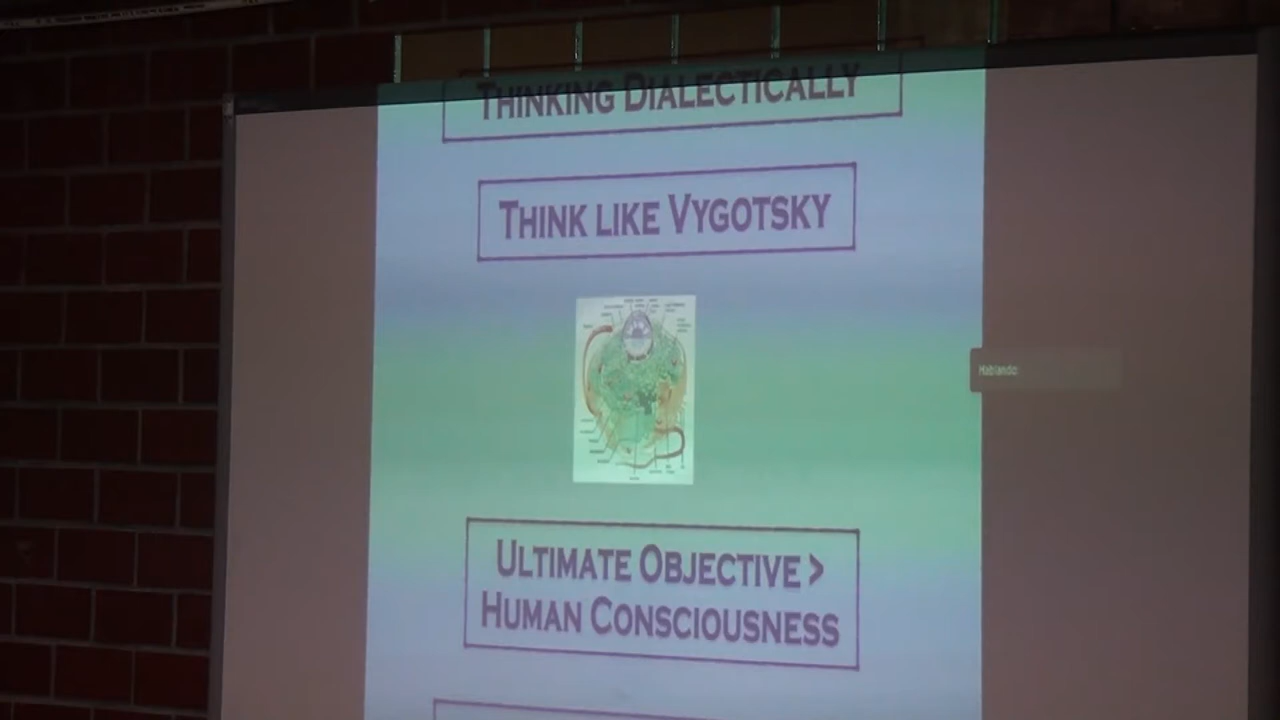 THINKING DIALECTICALLY
THINK LIKE VYGOTSKY
Hablando:
ULTIMATE OBJECTIVE >
HUMAN CONSCIOUSNESS